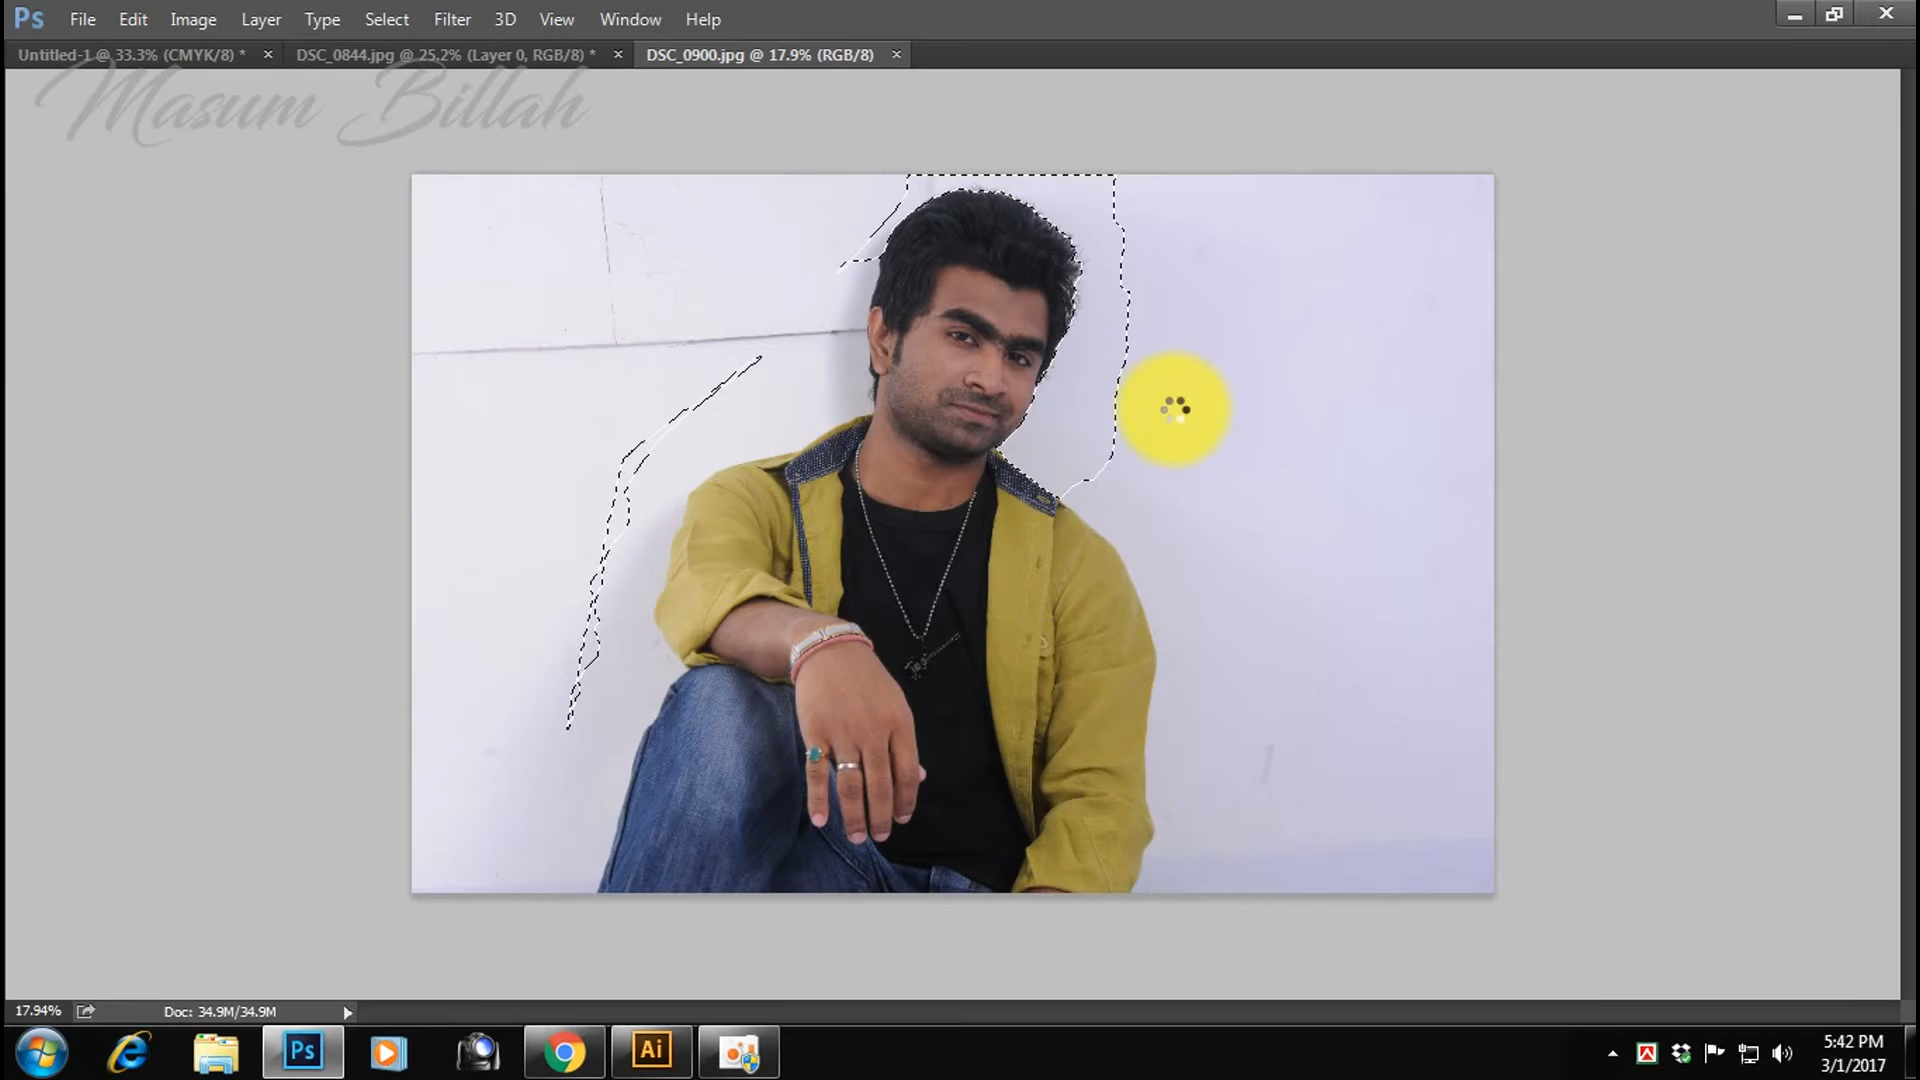 Ps File Edit Image Layer Type Select Filter 3D View Window Help
Untitled-1 @ 33.3% (CMYK/8) * × DSC_0844.jpg @ 25.2% (Layer 0, RGB/8) * × DSC_0900.jpg @ 17.9% (RGB/8) ×
Masum Billah
17.94% Doc: 34.9M/34.9M
Ps Ai 5:42 PM
3/1/2017